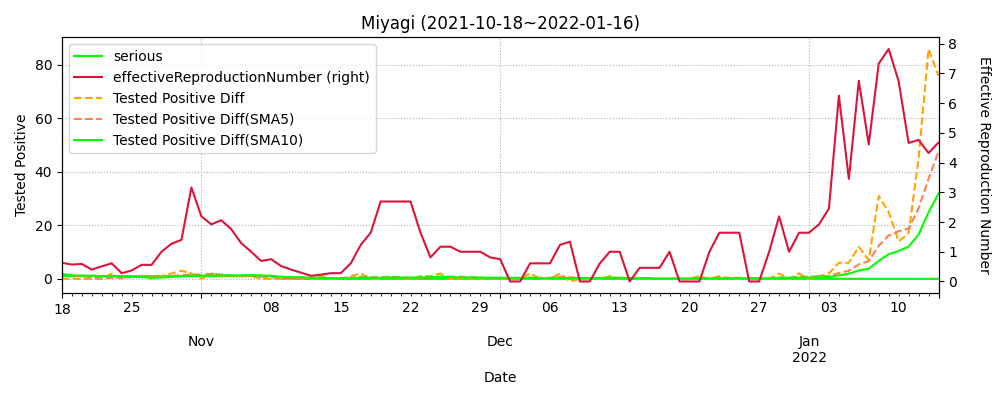 Miyagi (2021-10-18~2022-01-16)
serious
effectiveReproductionNumber (right)
Tested Positive Diff
Tested Positive Diff(SMA5)
Tested Positive Diff(SMA10)
Tested Positive
80
60
40
20
0
8
7
6
5
4
3
2
1
0
Effective Reproduction Number
18 25 08 15 22 29 06 13 20 27 03 10
Nov Dec Jan
2022
Date